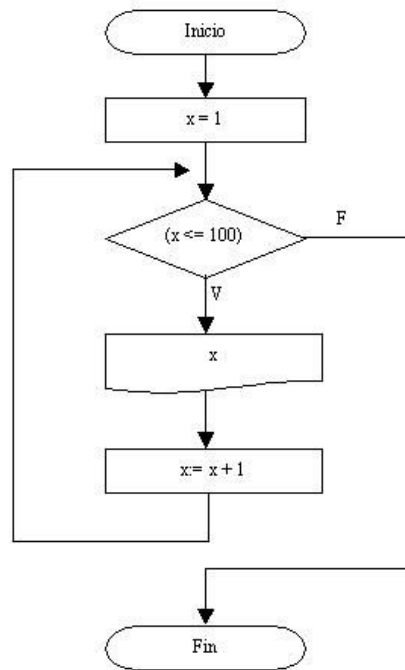 Inicio
x = 1
(x <= 100)
F
V
x
x:= x + 1
Fin